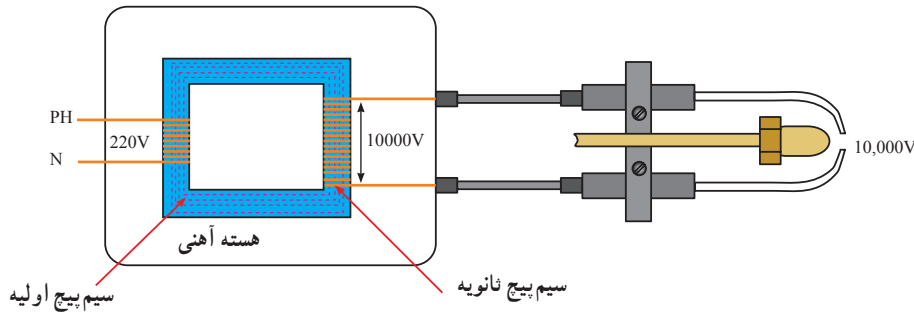 PH
220V
10000V
N
10,000V
هسته آهنی
سیم‌پیچ ثانویه
سیم‌پیچ اولیه